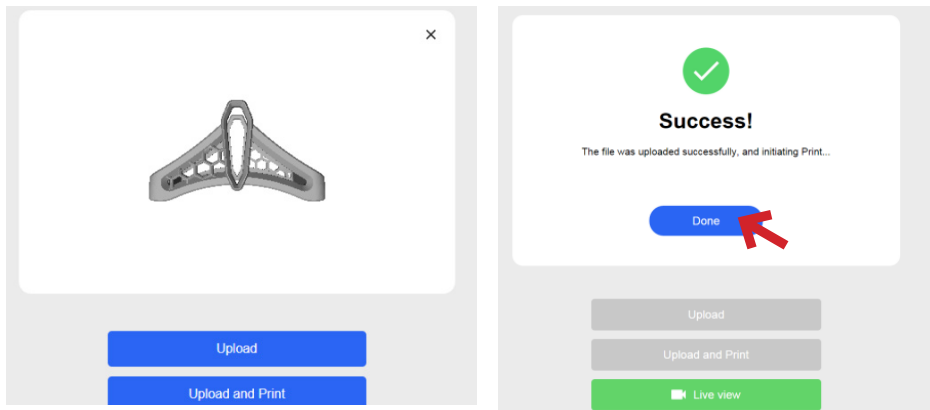 Upload
Upload and Print
Success!
The file was uploaded successfully, and initiating Print...
Done
Upload
Upload and Print
Live view